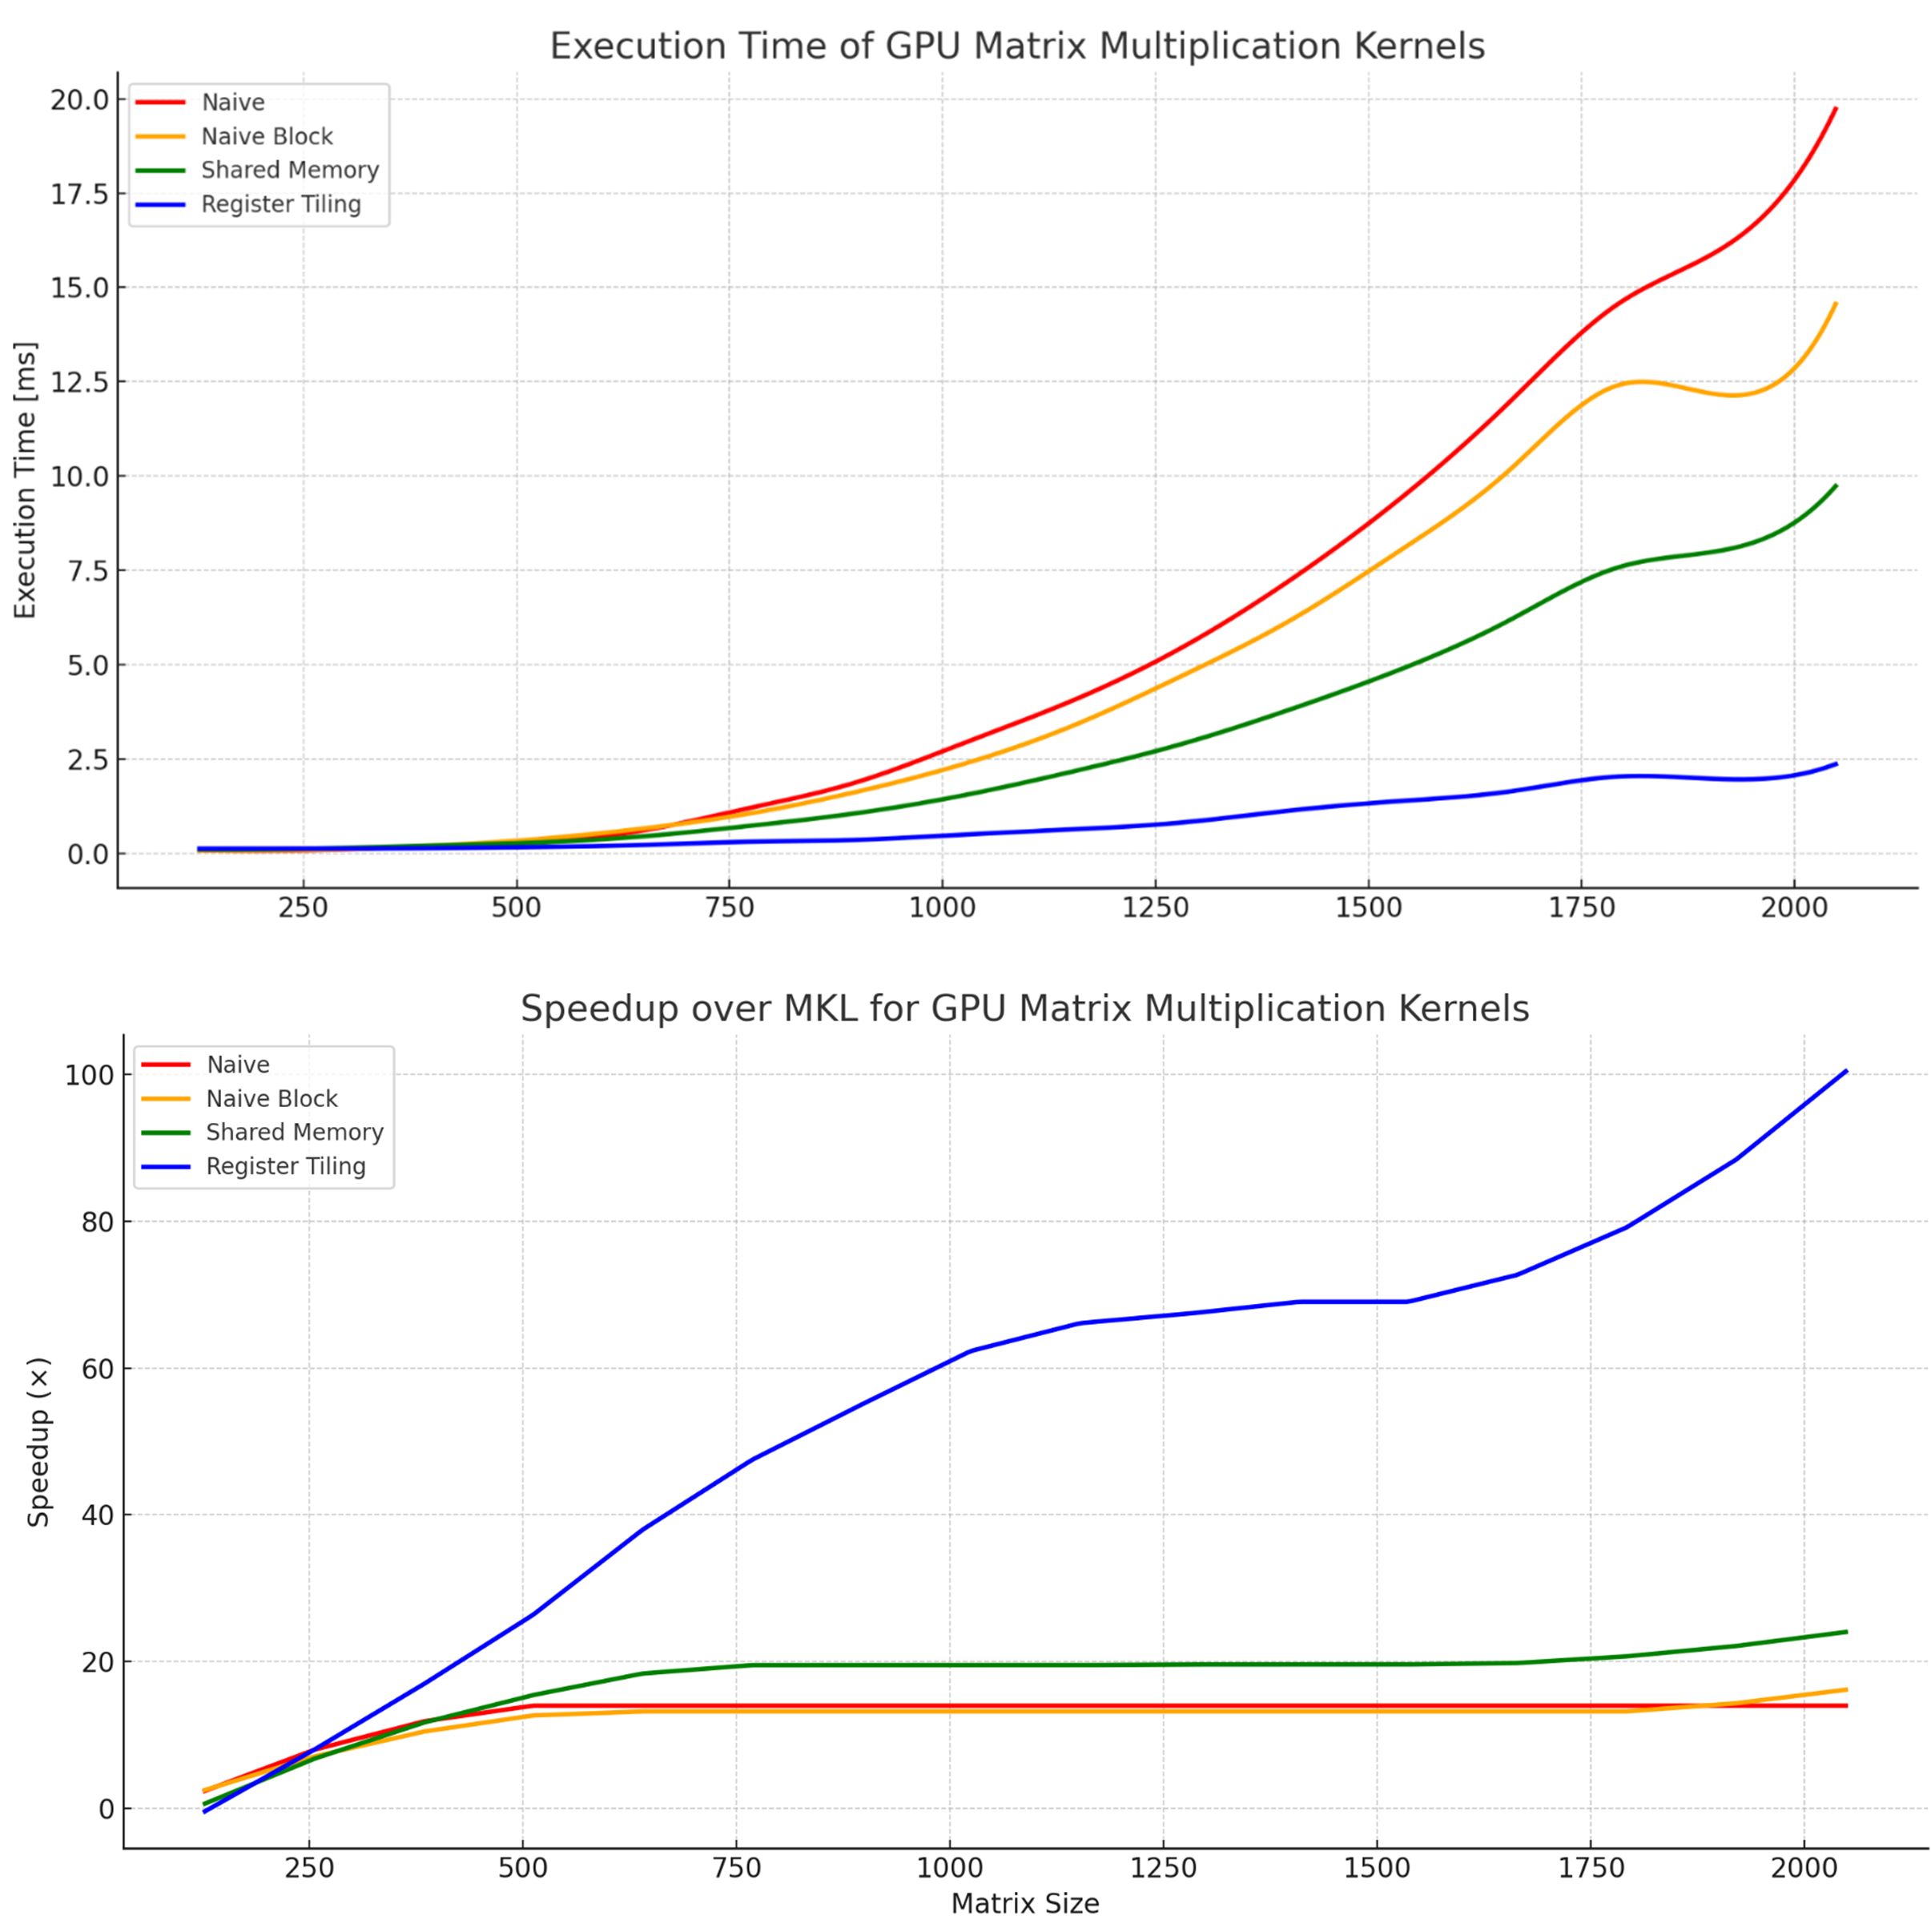 Execution Time of GPU Matrix Multiplication Kernels
Naive
Naive Block
Shared Memory
Register Tiling
Execution Time [ms]
20.0
17.5
15.0
12.5
10.0
7.5
5.0
2.5
0.0
250 500 750 1000 1250 1500 1750 2000
Speedup over MKL for GPU Matrix Multiplication Kernels
Naive
Naive Block
Shared Memory
Register Tiling
Speedup (×)
100
80
60
40
20
0
250 500 750 1000 1250 1500 1750 2000
Matrix Size